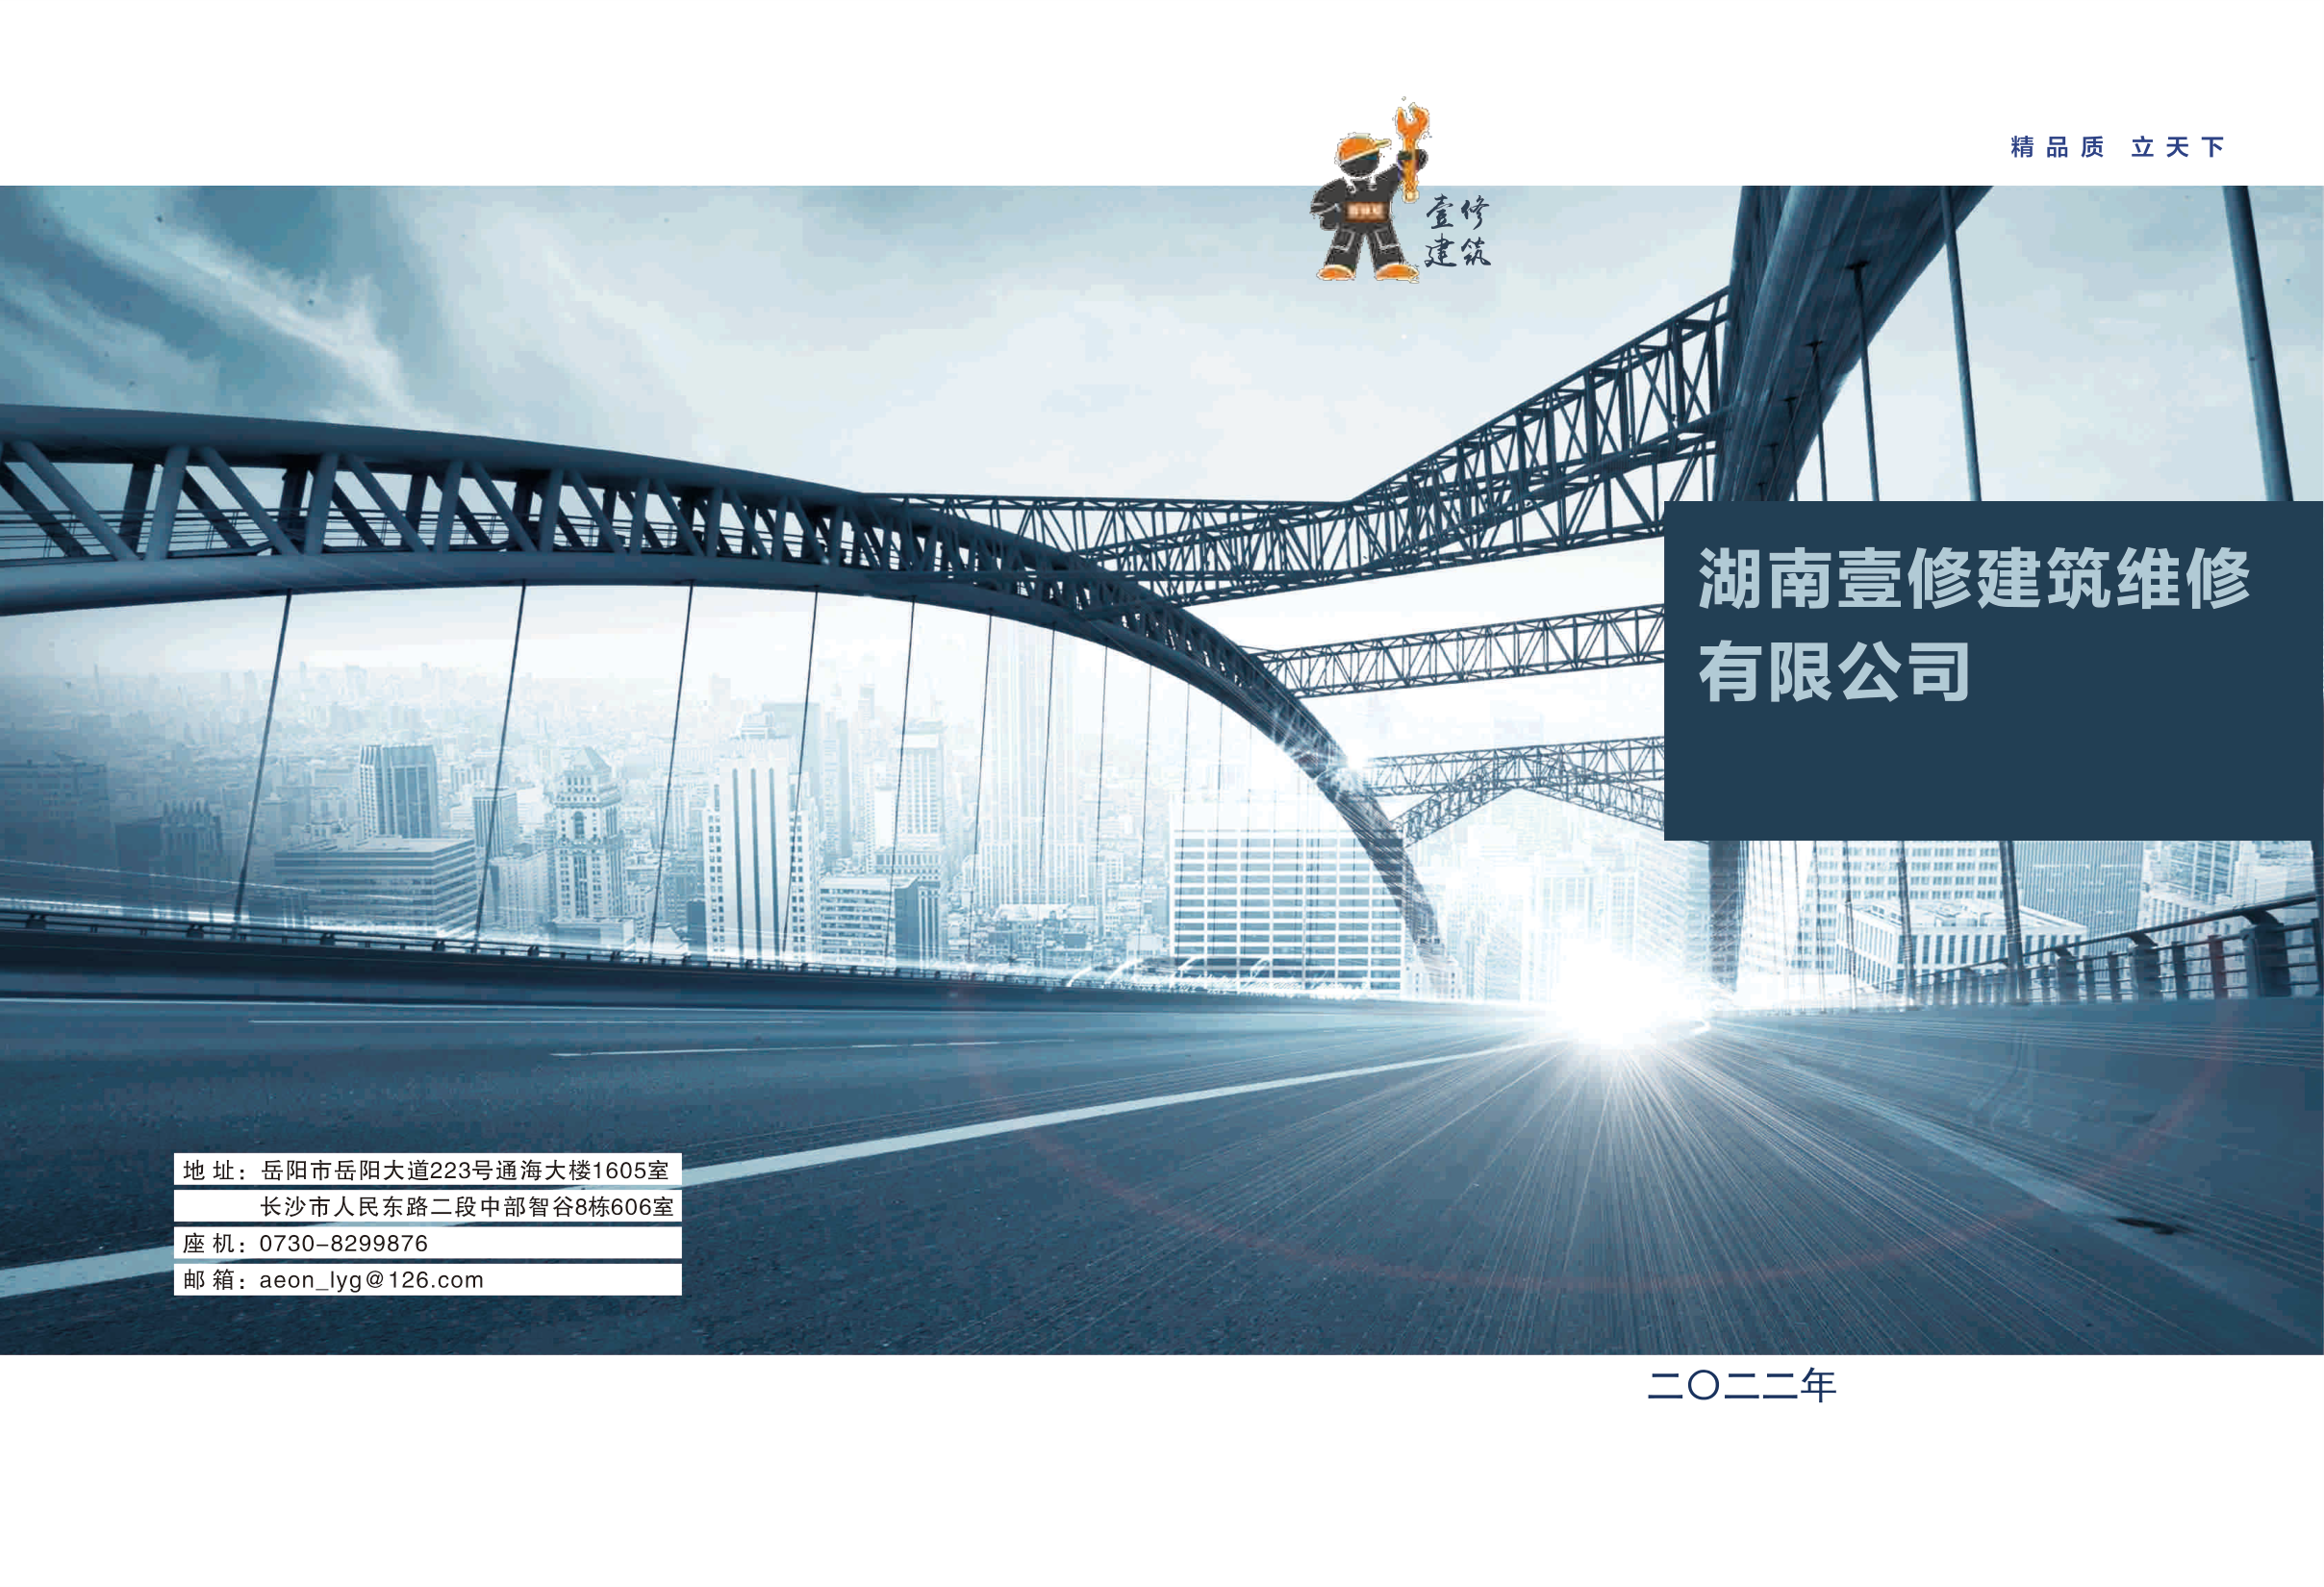 精品质 立天下
壹修
建筑
湖南壹修建筑维修
有限公司
地 址：岳阳市岳阳大道223号通海大楼1605室
长沙市人民东路二段中部智谷8栋606室
座 机：0730-8299876
邮 箱：aeon_lyg@126.com
二〇二二年